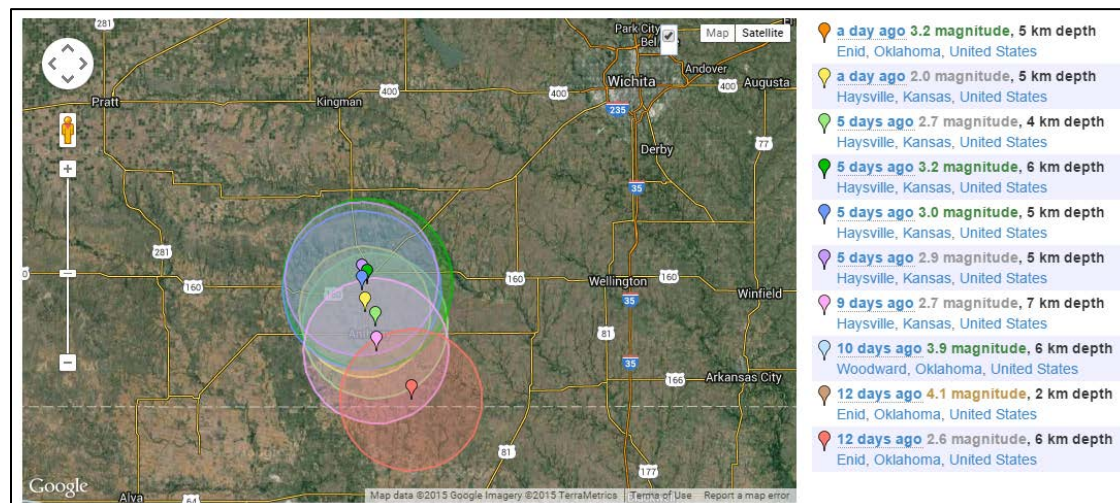 281
Park City
Bel
Map
Satellite
Andover
Wichita
Augusta
Pratt
Kingman
400
400
400
235
77
Derby
35
281
160
160
160
Wellington
Winfield
35
81
35
166
Arkansas City
81
177
Alva
64
Google
Map data ©2015 Google Imagery ©2015 TerraMetrics
Terms of Use
Report a map error
a day ago 3.2 magnitude, 5 km depth
Enid, Oklahoma, United States
a day ago 2.0 magnitude, 5 km depth
Haysville, Kansas, United States
5 days ago 2.7 magnitude, 4 km depth
Haysville, Kansas, United States
5 days ago 3.2 magnitude, 6 km depth
Haysville, Kansas, United States
5 days ago 3.0 magnitude, 5 km depth
Haysville, Kansas, United States
5 days ago 2.9 magnitude, 5 km depth
Haysville, Kansas, United States
9 days ago 2.7 magnitude, 7 km depth
Haysville, Kansas, United States
10 days ago 3.9 magnitude, 6 km depth
Woodward, Oklahoma, United States
12 days ago 4.1 magnitude, 2 km depth
Enid, Oklahoma, United States
12 days ago 2.6 magnitude, 6 km depth
Enid, Oklahoma, United States